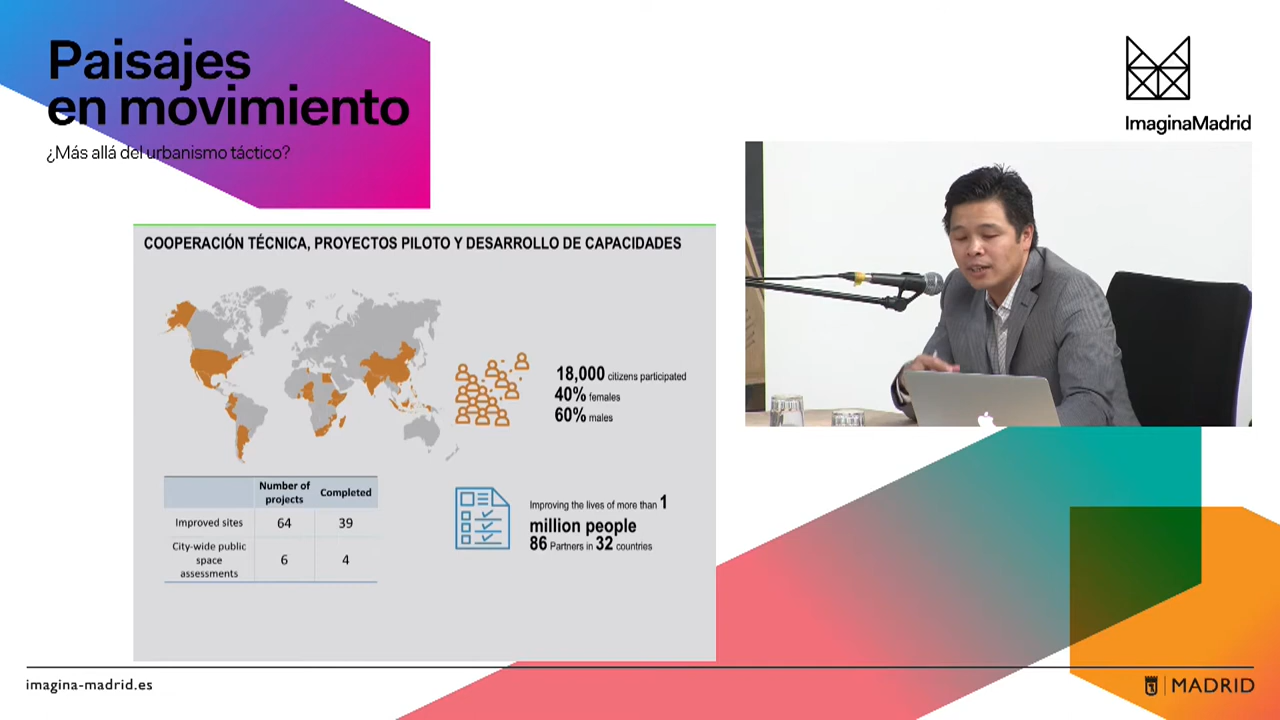 Paisajes
en movimiento
¿Más allá del urbanismo táctico?
ImaginaMadrid
COOPERACIÓN TÉCNICA, PROYECTOS PILOTO Y DESARROLLO DE CAPACIDADES
18,000 citizens participated
40% females
60% males
Number of projects Completed
Improved sites 64 39
City-wide public space assessments 6 4
Improving the lives of more than 1
million people
86 Partners in 32 countries
imagina-madrid.es
MADRID